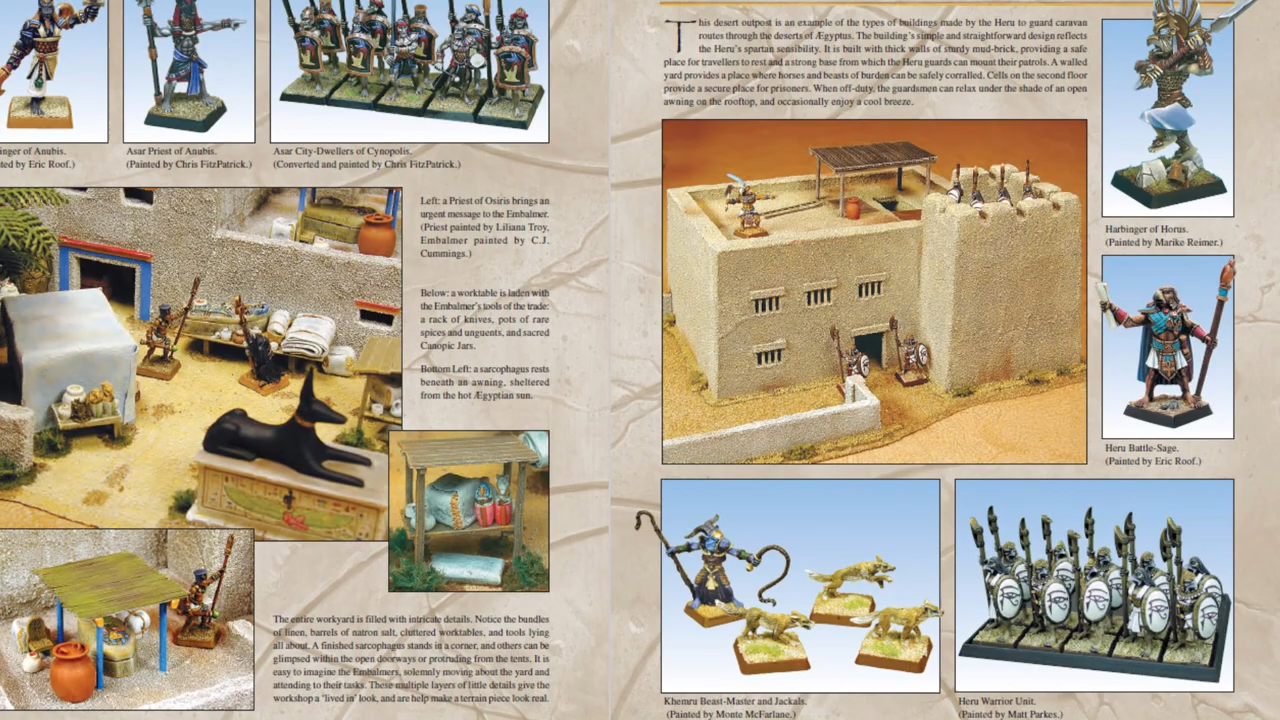 inger of Anubis.
ted by Eric Roof.)
Asar Priest of Anubis.
(Painted by Chris FitzPatrick.)
Asar City-Dwellers of Cynopolis.
(Converted and painted by Chris FitzPatrick.)
Left: a Priest of Osiris brings an
urgent message to the Embalmer.
(Priest painted by Liliana Troy,
Embalmer painted by C.J.
Cummings.)
Below: a worktable is laden with
the Embalmer's tools of the trade:
a rack of knives, pots of rare
spices and unguents, and sacred
Canopic Jars.
Bottom Left: a sarcophagus rests
beneath an awning, sheltered
from the hot Ægyptian sun.
The entire workyard is filled with intricate details. Notice the bundles
of linen, barrels of natron salt, cluttered worktables, and tools lying
all about. A finished sarcophagus stands in a corner, and others can be
glimpsed within the open doorways or protruding from the tents. It is
easy to imagine the Embalmers, solemnly moving about the yard and
attending to their tasks. These multiple layers of little details give the
workshop a 'lived in' look, and are help make a terrain piece look real.
This desert outpost is an example of the types of buildings made by the Heru to guard caravan
routes through the deserts of Ægyptus. The building's simple and straightforward design reflects
the Heru's spartan sensibility. It is built with thick walls of sturdy mud-brick, providing a safe
place for travellers to rest and a strong base from which the Heru guards can mount their patrols. A walled
yard provides a place where horses and beasts of burden can be safely corralled. Cells on the second floor
provide a secure place for prisoners. When off-duty, the guardsmen can relax under the shade of an open
awning on the rooftop, and occasionally enjoy a cool breeze.
Harbinger of Horus.
(Painted by Marike Reimer.)
Heru Battle-Sage.
(Painted by Eric Roof.)
Khemru Beast-Master and Jackals.
(Painted by Monte McFarlane.)
Heru Warrior Unit.
(Painted by Matt Parkes.)